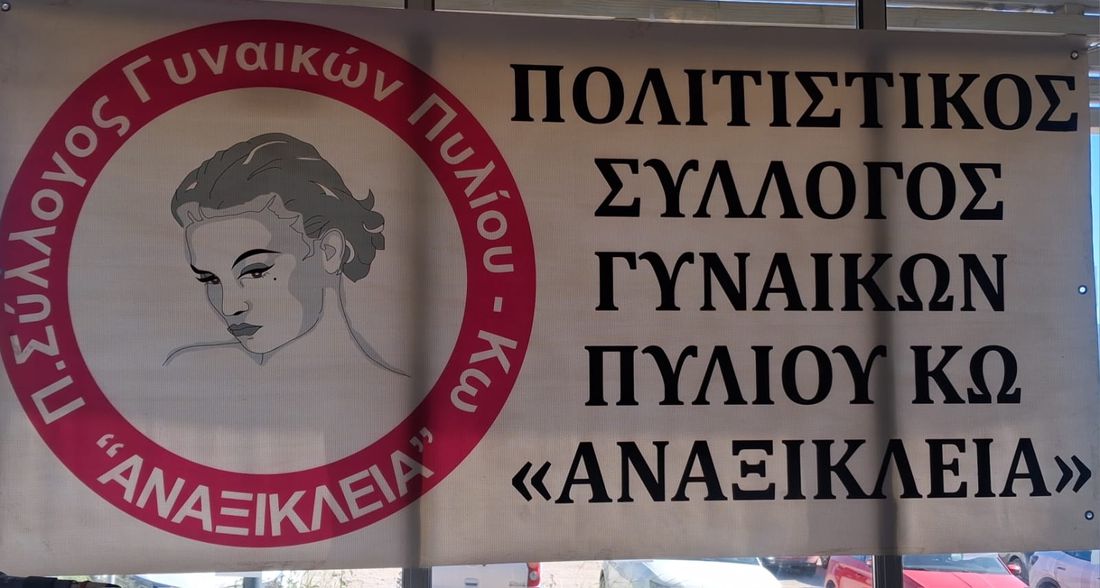 Π.Σύλλογος Γυναικών Πυλίου - Κω
"ΑΝΑΞΙΚΛΕΙΑ"
ΠΟΛΙΤΙΣΤΙΚΟΣ
ΣΥΛΛΟΓΟΣ
ΓΥΝΑΙΚΩΝ
ΠΥΛΙΟΥ ΚΩ
«ΑΝΑΞΙΚΛΕΙΑ»